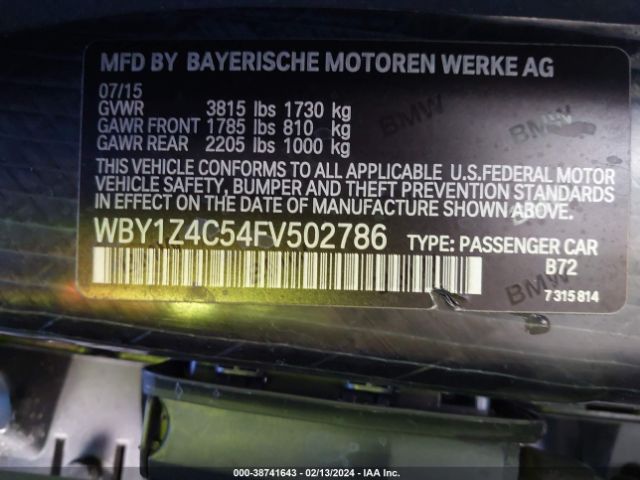 MFD BY BAYERISCHE MOTOREN WERKE AG
07/15
GVWR 3815 lbs 1730 kg
GAWR FRONT 1785 lbs 810 kg
GAWR REAR 2205 lbs 1000 kg
THIS VEHICLE CONFORMS TO ALL APPLICABLE U.S.FEDERAL MOTOR
VEHICLE SAFETY, BUMPER AND THEFT PREVENTION STANDARDS
IN EFFECT ON THE DATE OF MANUFACTURE SHOWN ABOVE.
WBY1Z4C54FV502786 TYPE: PASSENGER CAR
B72
7 315 814
BMW
BMW
BMW
000-38741643 - 02/13/2024 - IAA Inc.